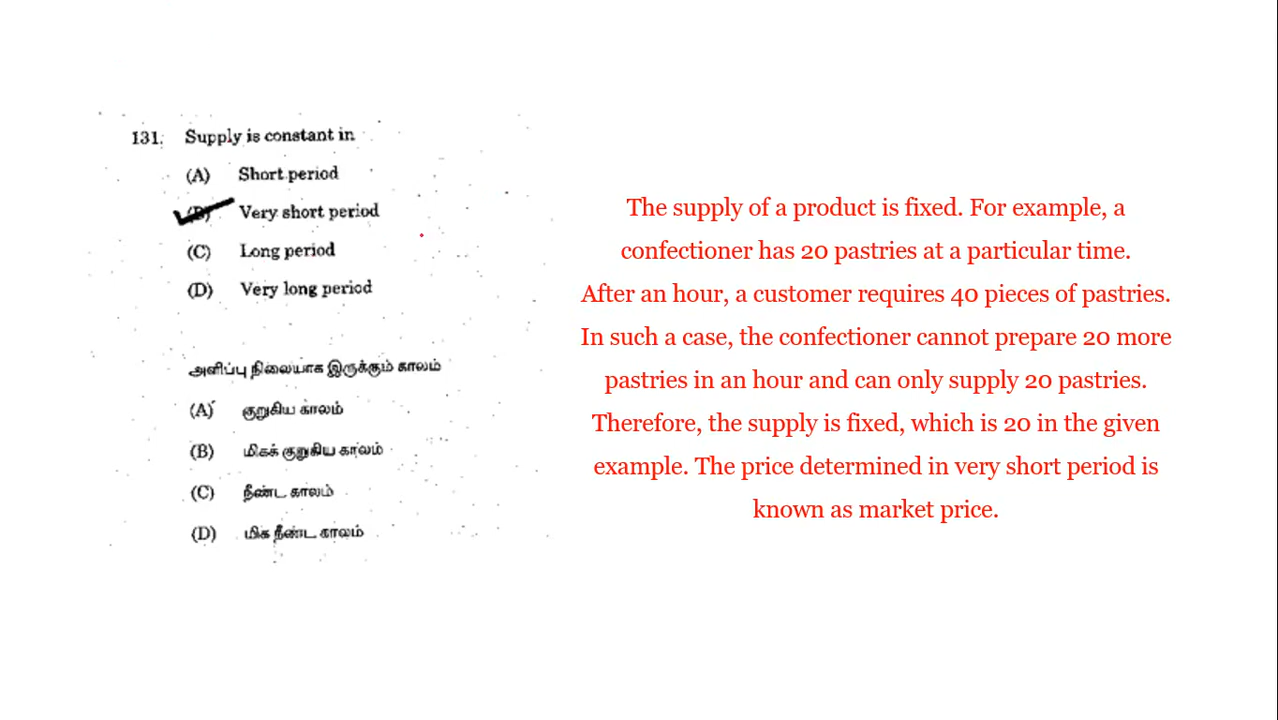 131. Supply is constant in
(A) Short period
(B) Very short period
(C) Long period
(D) Very long period
அளிப்பு நிலையாக இருக்கும் காலம்
(A) குறுகிய காலம்
(B) மிகக் குறுகிய காலம்
(C) நீண்ட காலம்
(D) மிக நீண்ட காலம்
The supply of a product is fixed. For example, a
confectioner has 20 pastries at a particular time.
After an hour, a customer requires 40 pieces of pastries.
In such a case, the confectioner cannot prepare 20 more
pastries in an hour and can only supply 20 pastries.
Therefore, the supply is fixed, which is 20 in the given
example. The price determined in very short period is
known as market price.